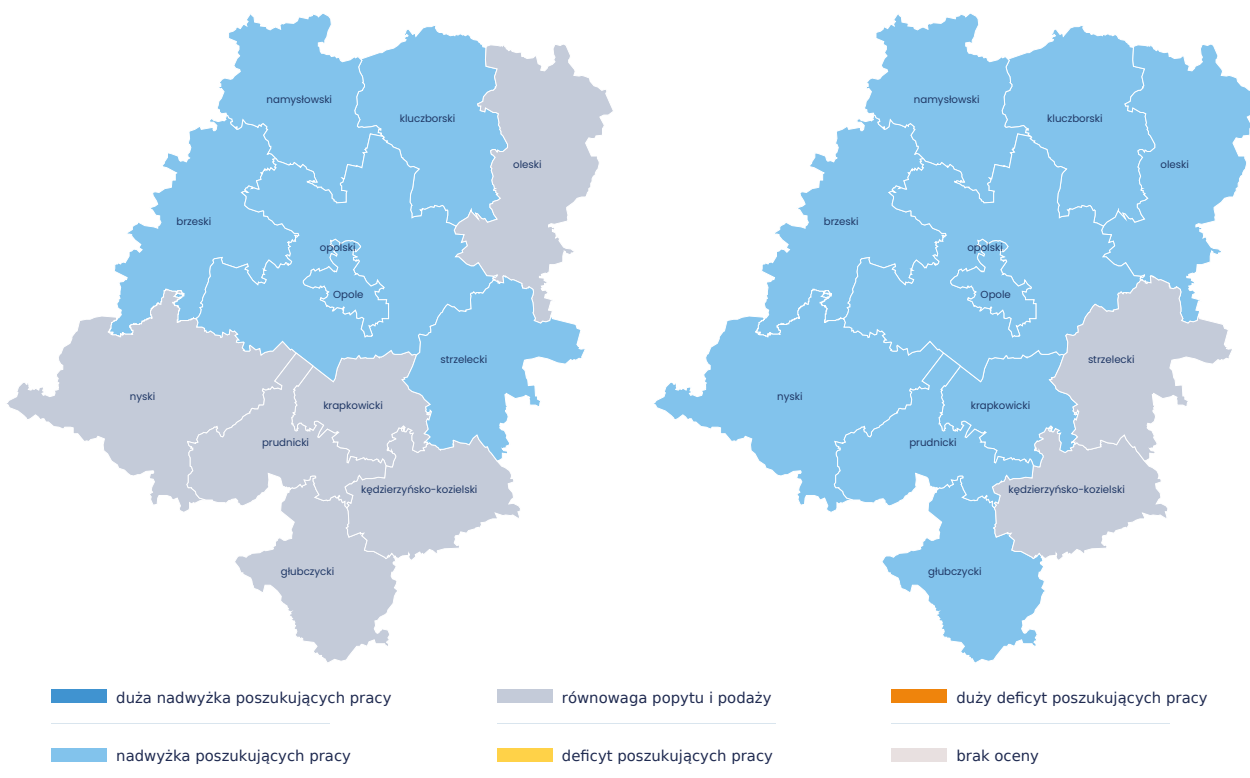 namysłowski
kluczborski
oleski
brzeski
opolski
Opole
strzelecki
nyski
krapkowicki
prudnicki
kędzierzyńsko-kozielski
głubczycki
namysłowski
kluczborski
oleski
brzeski
opolski
Opole
strzelecki
nyski
krapkowicki
prudnicki
kędzierzyńsko-kozielski
głubczycki
duża nadwyżka poszukujących pracy
równowaga popytu i podaży
duży deficyt poszukujących pracy
nadwyżka poszukujących pracy
deficyt poszukujących pracy
brak oceny